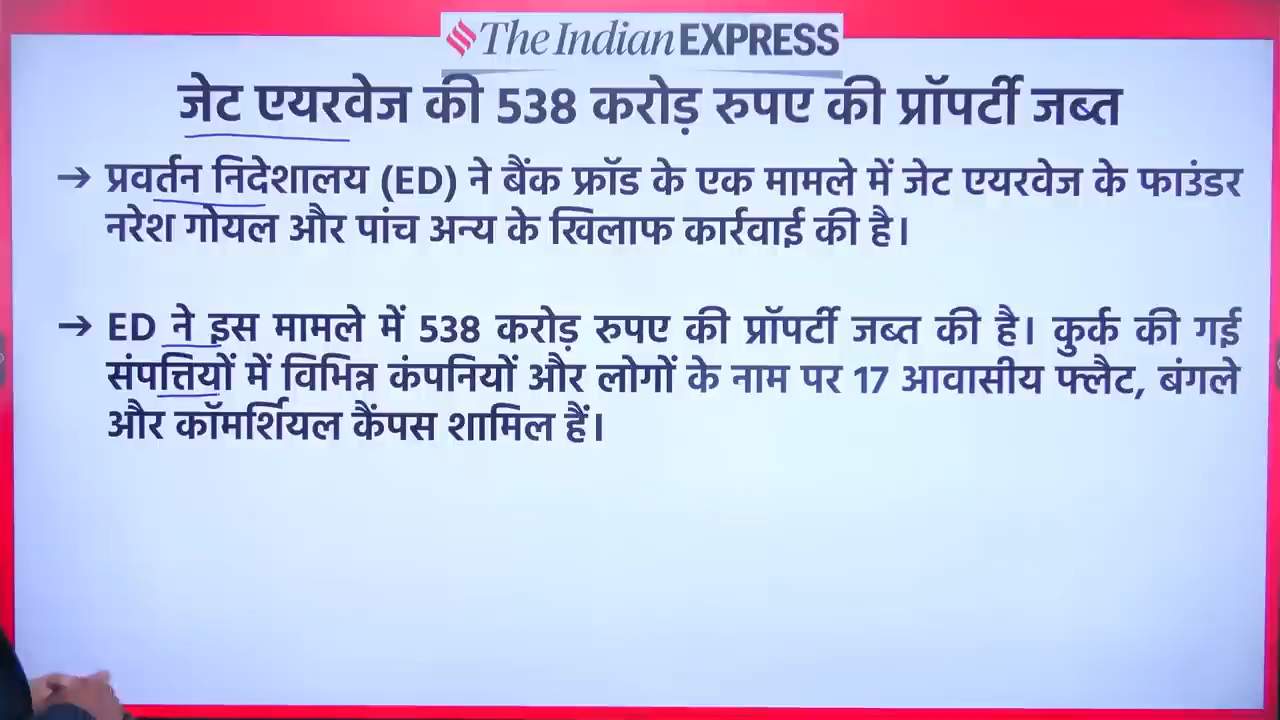 The Indian EXPRESS
जेट एयरवेज की 538 करोड़ रुपए की प्रॉपर्टी जब्त
→ प्रवर्तन निदेशालय (ED) ने बैंक फ्रॉड के एक मामले में जेट एयरवेज के फाउंडर
नरेश गोयल और पांच अन्य के खिलाफ कार्रवाई की है।
→ ED ने इस मामले में 538 करोड़ रुपए की प्रॉपर्टी जब्त की है। कुर्क की गई
संपत्तियों में विभिन्न कंपनियों और लोगों के नाम पर 17 आवासीय फ्लैट, बंगले
और कॉमर्शियल कैंपस शामिल हैं।